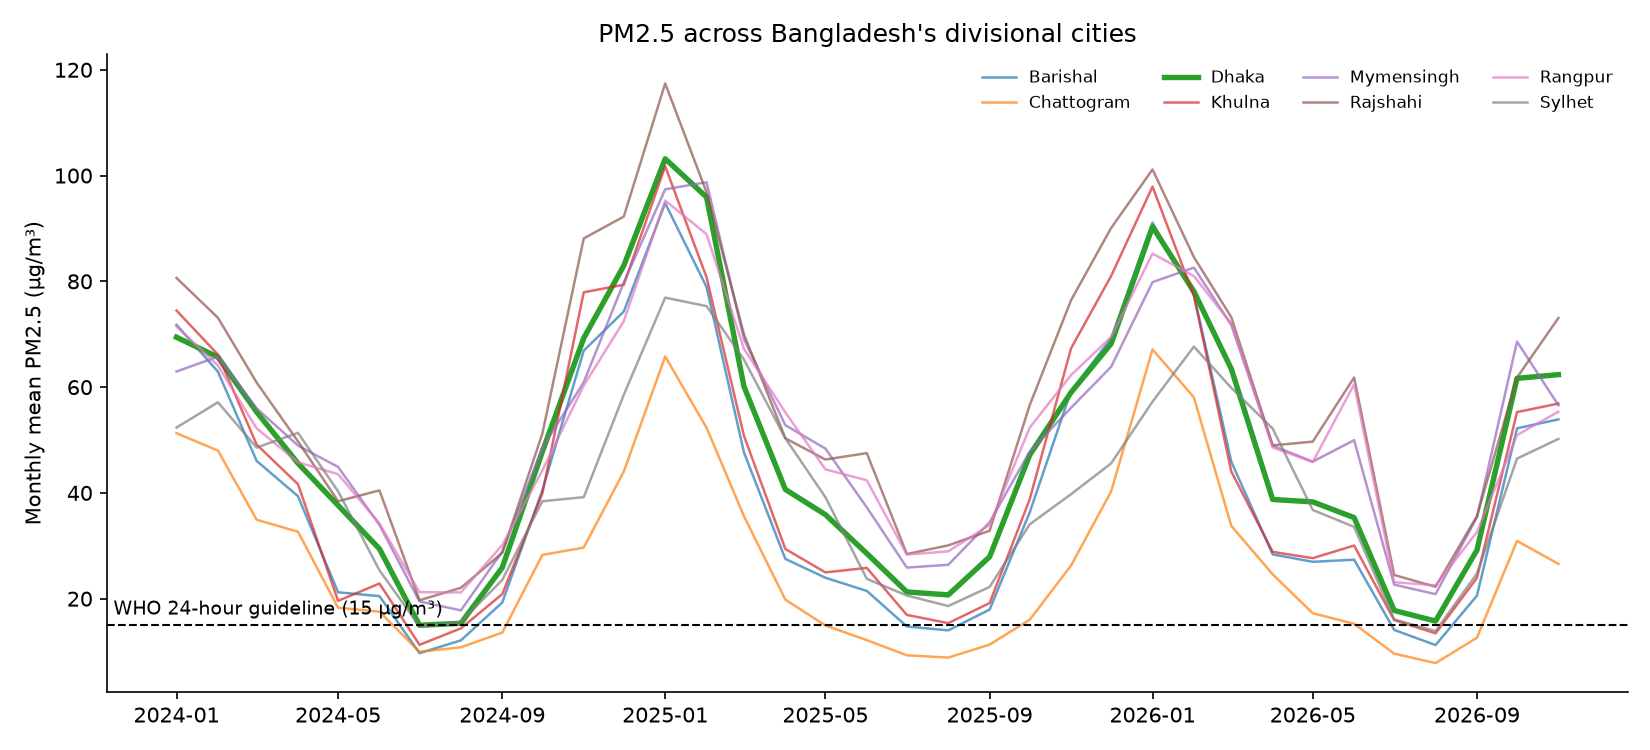 PM2.5 across Bangladesh's divisional cities
Monthly mean PM2.5 (µg/m³)
120
100
80
60
40
20
Barishal
Chattogram
Dhaka
Khulna
Mymensingh
Rajshahi
Rangpur
Sylhet
WHO 24-hour guideline (15 µg/m³)
2024-01 2024-05 2024-09 2025-01 2025-05 2025-09 2026-01 2026-05 2026-09